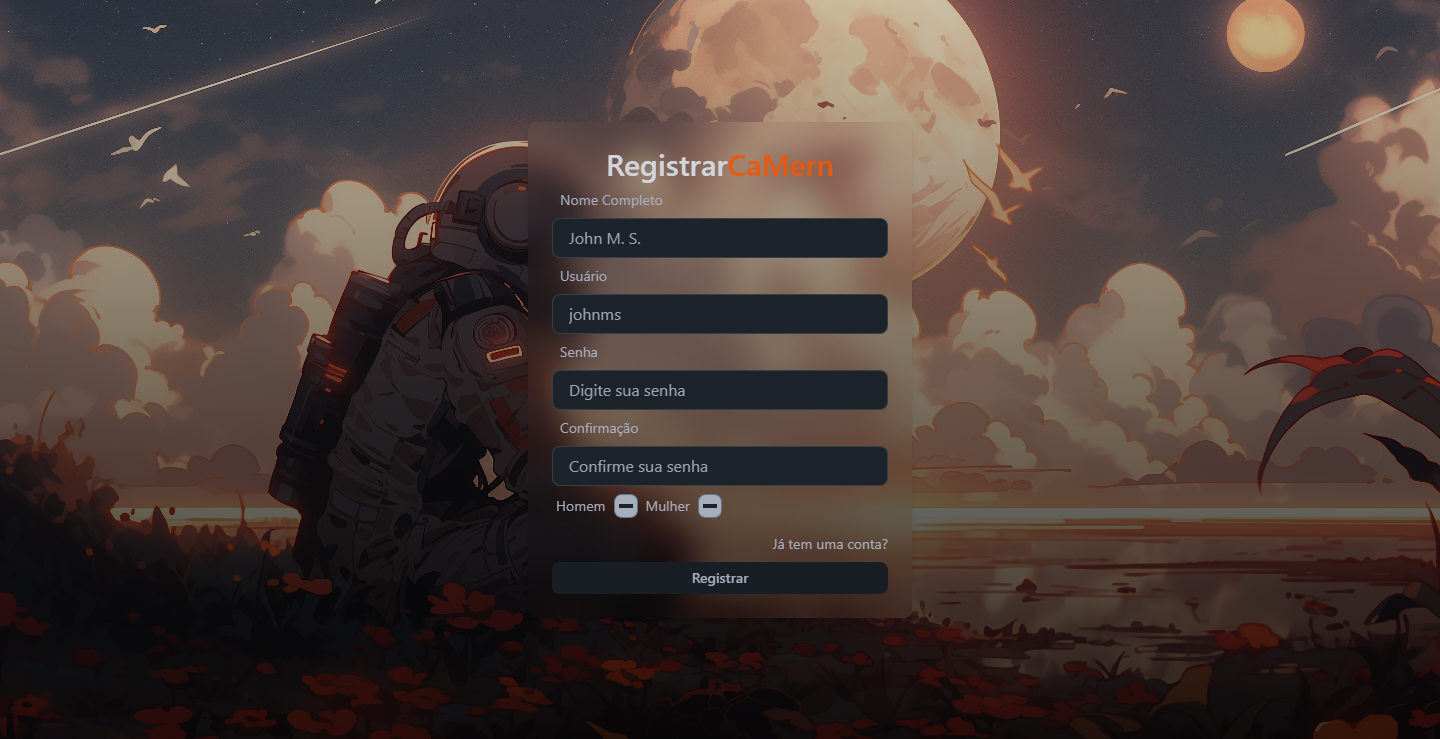 RegistrarCaMern
Nome Completo
John M. S.
Usuário
johnms
Senha
Digite sua senha
Confirmação
Confirme sua senha
Homem Mulher
Já tem uma conta?
Registrar